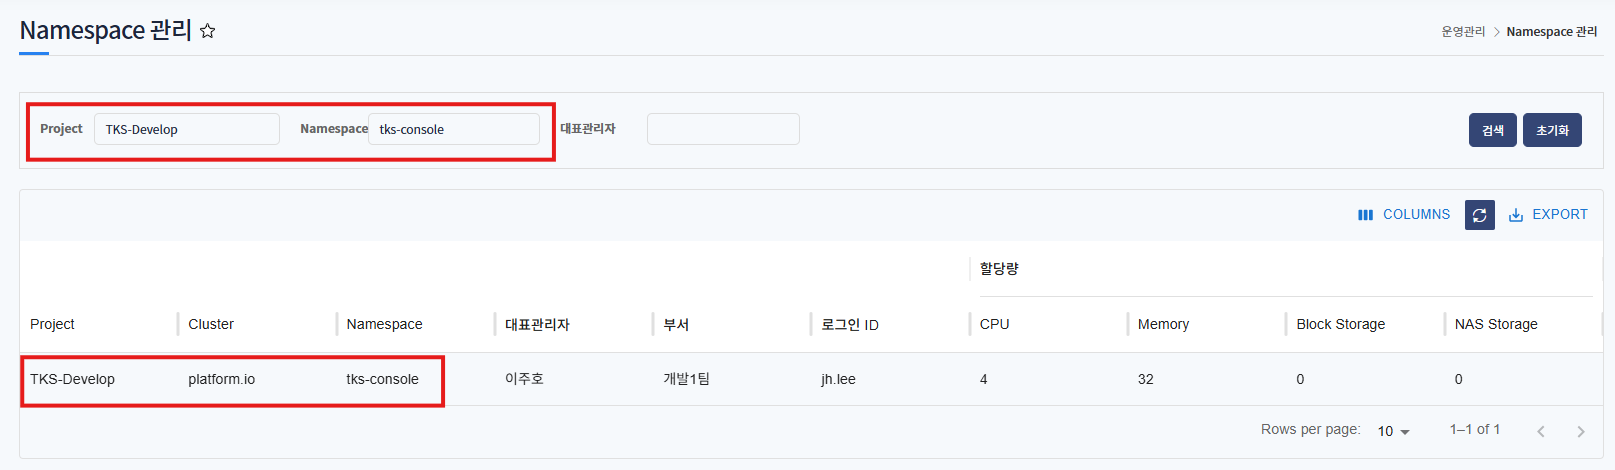 Namespace 관리
운영관리 > Namespace 관리
Project TKS-Develop Namespace tks-console 대표관리자 검색 초기화
COLUMNS EXPORT
할당량
Project Cluster Namespace 대표관리자 부서 로그인 ID CPU Memory Block Storage NAS Storage
TKS-Develop platform.io tks-console 이주호 개발1팀 jh.lee 4 32 0 0
Rows per page: 10 1–1 of 1